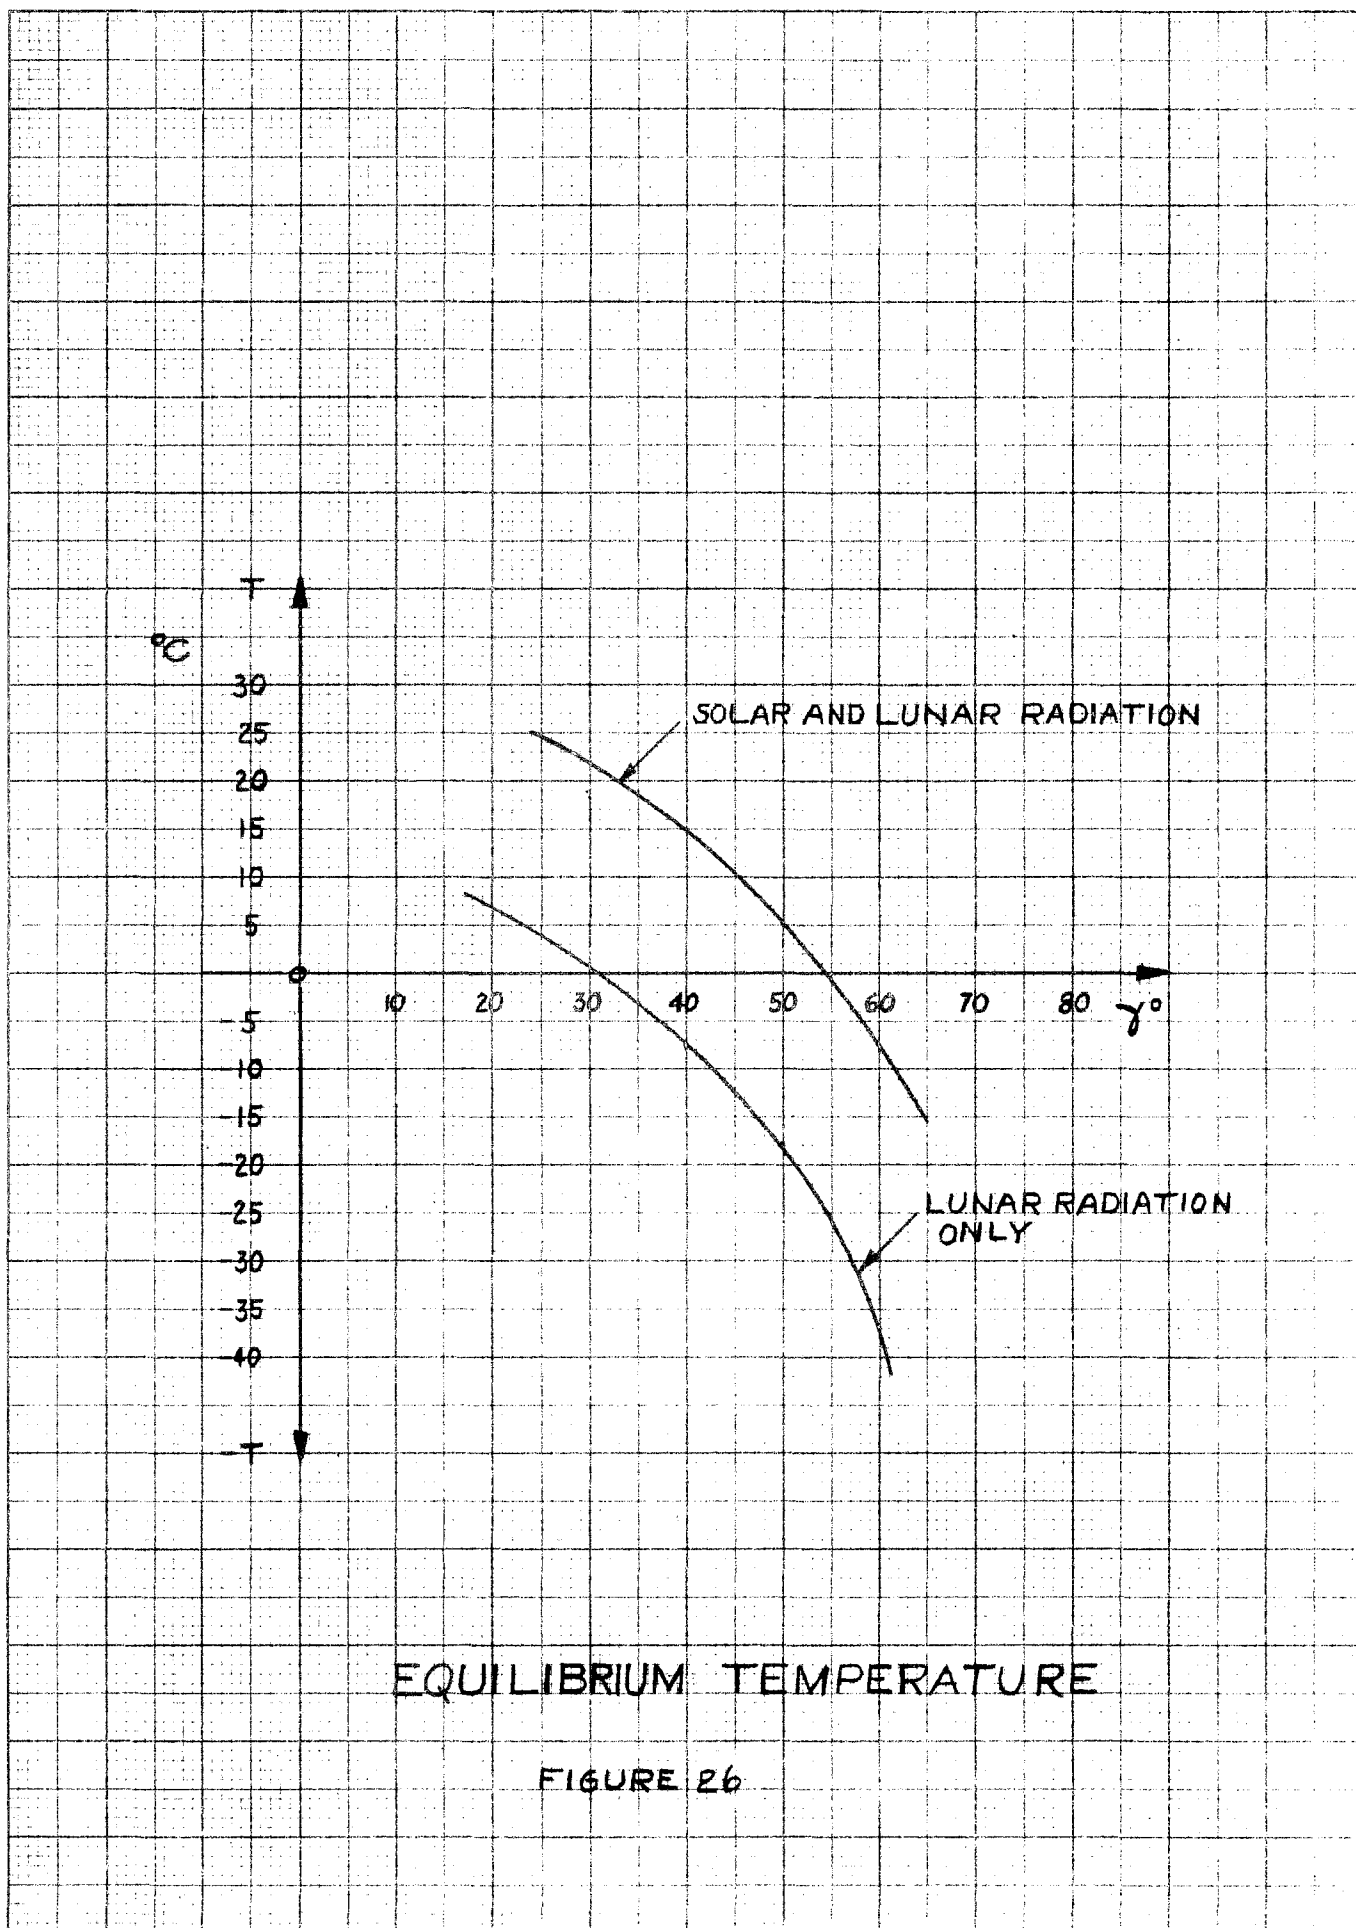 T
°C
30
SOLAR AND LUNAR RADIATION
25
20
15
10
5
0
10 20 30 40 50 60 70 80 γ°
-5
-10
-15
-20
LUNAR RADIATION
-25
ONLY
-30
-35
-40
-T
EQUILIBRIUM TEMPERATURE
FIGURE 26